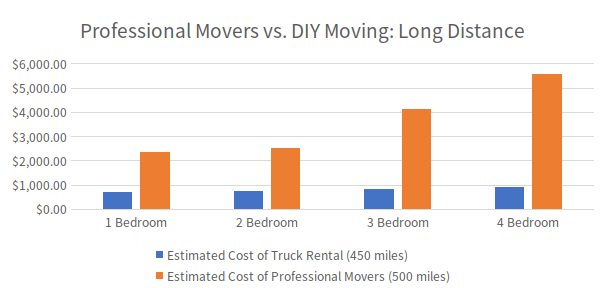 Professional Movers vs. DIY Moving: Long Distance
$6,000.00
$5,000.00
$4,000.00
$3,000.00
$2,000.00
$1,000.00
$0.00
1 Bedroom 2 Bedroom 3 Bedroom 4 Bedroom
Estimated Cost of Truck Rental (450 miles)
Estimated Cost of Professional Movers (500 miles)